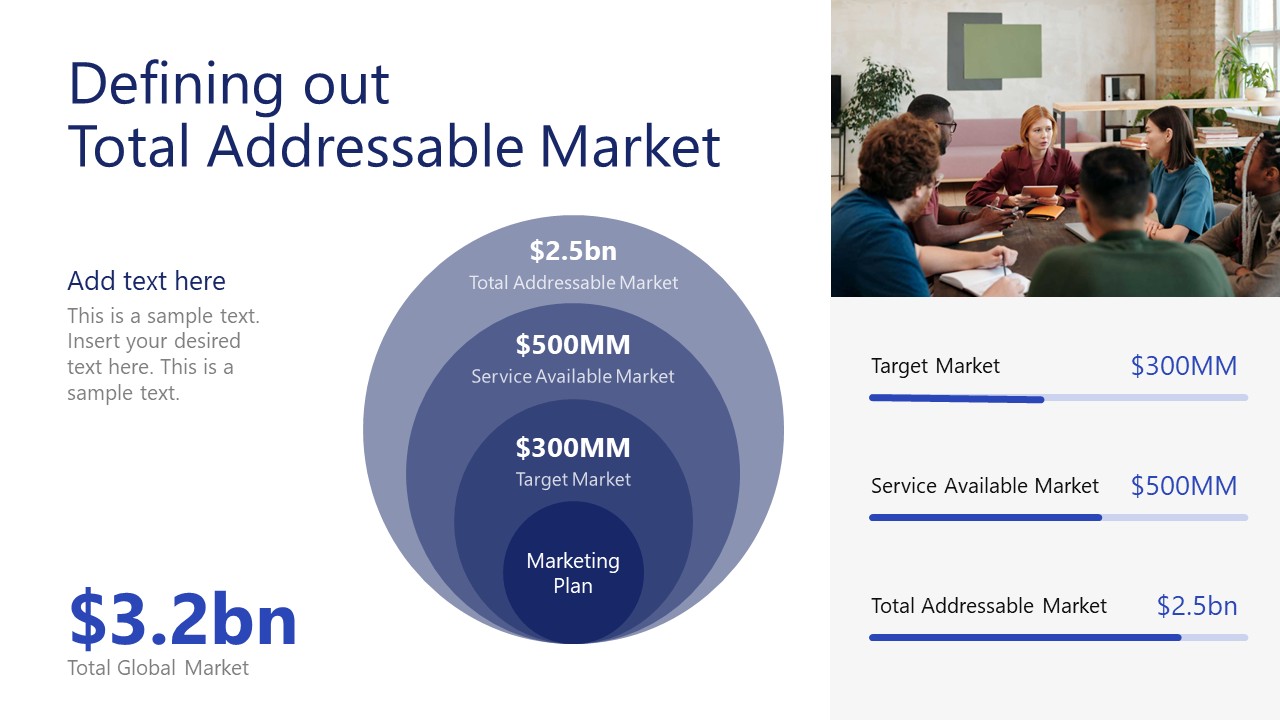 Defining out
Total Addressable Market
Add text here
This is a sample text.
Insert your desired
text here. This is a
sample text.
$3.2bn
Total Global Market
$2.5bn
Total Addressable Market
$500MM
Service Available Market
$300MM
Target Market
Marketing
Plan
Target Market $300MM
Service Available Market $500MM
Total Addressable Market $2.5bn